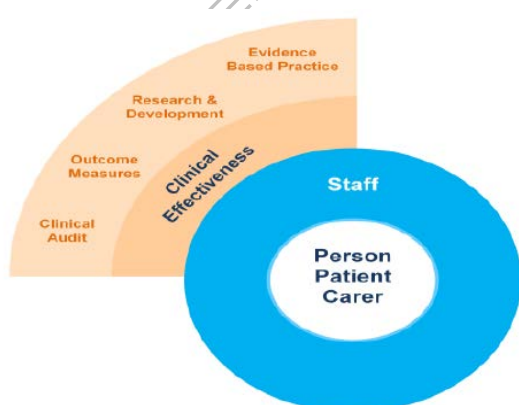 Evidence
Based Practice
Research &
Development
Outcome
Measures
Clinical
Audit
Clinical
Effectiveness
Staff
Person
Patient
Carer